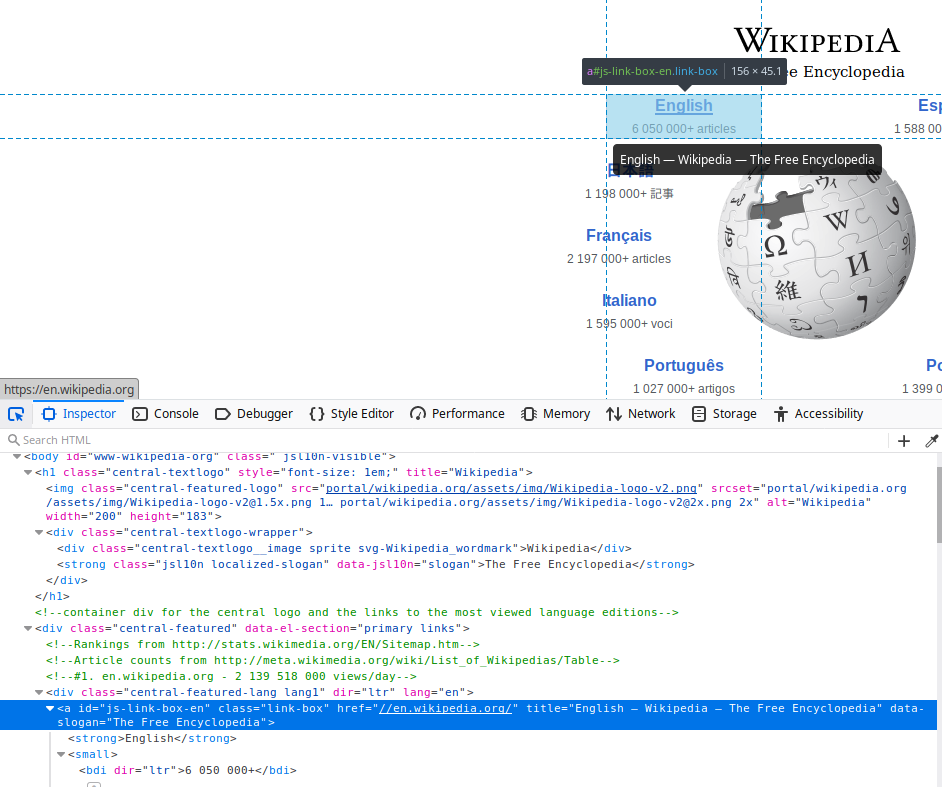 WIKIPEDIA
ee Encyclopedia
a#js-link-box-en.link-box | 156 × 45.1
English
Esp
6 050 000+ articles
1 588 00
English — Wikipedia — The Free Encyclopedia
日本語
1 198 000+ 記事
Français
2 197 000+ articles
Italiano
1 595 000+ voci
Português
Po
1 027 000+ artigos
1 399 0
Ω W И 維
https://en.wikipedia.org
Inspector Console Debugger Style Editor Performance Memory Network Storage Accessibility
Search HTML
<body id="www-wikipedia-org" class=" jsl10n-visible">
<h1 class="central-textlogo" style="font-size: 1em;" title="Wikipedia">
<img class="central-featured-logo" src="portal/wikipedia.org/assets/img/Wikipedia-logo-v2.png" srcset="portal/wikipedia.org
/assets/img/Wikipedia-logo-v2@1.5x.png 1… portal/wikipedia.org/assets/img/Wikipedia-logo-v2@2x.png 2x" alt="Wikipedia"
width="200" height="183">
<div class="central-textlogo-wrapper">
<div class="central-textlogo__image sprite svg-Wikipedia_wordmark">Wikipedia</div>
<strong class="jsl10n localized-slogan" data-jsl10n="slogan">The Free Encyclopedia</strong>
</div>
</h1>
<!--container div for the central logo and the links to the most viewed language editions-->
<div class="central-featured" data-el-section="primary links">
<!--Rankings from http://stats.wikimedia.org/EN/Sitemap.htm-->
<!--Article counts from http://meta.wikimedia.org/wiki/List_of_Wikipedias/Table-->
<!--#1. en.wikipedia.org - 2 139 518 000 views/day-->
<div class="central-featured-lang lang1" dir="ltr" lang="en">
<a id="js-link-box-en" class="link-box" href="//en.wikipedia.org/" title="English — Wikipedia — The Free Encyclopedia" data-
slogan="The Free Encyclopedia">
<strong>English</strong>
<small>
<bdi dir="ltr">6 050 000+</bdi>